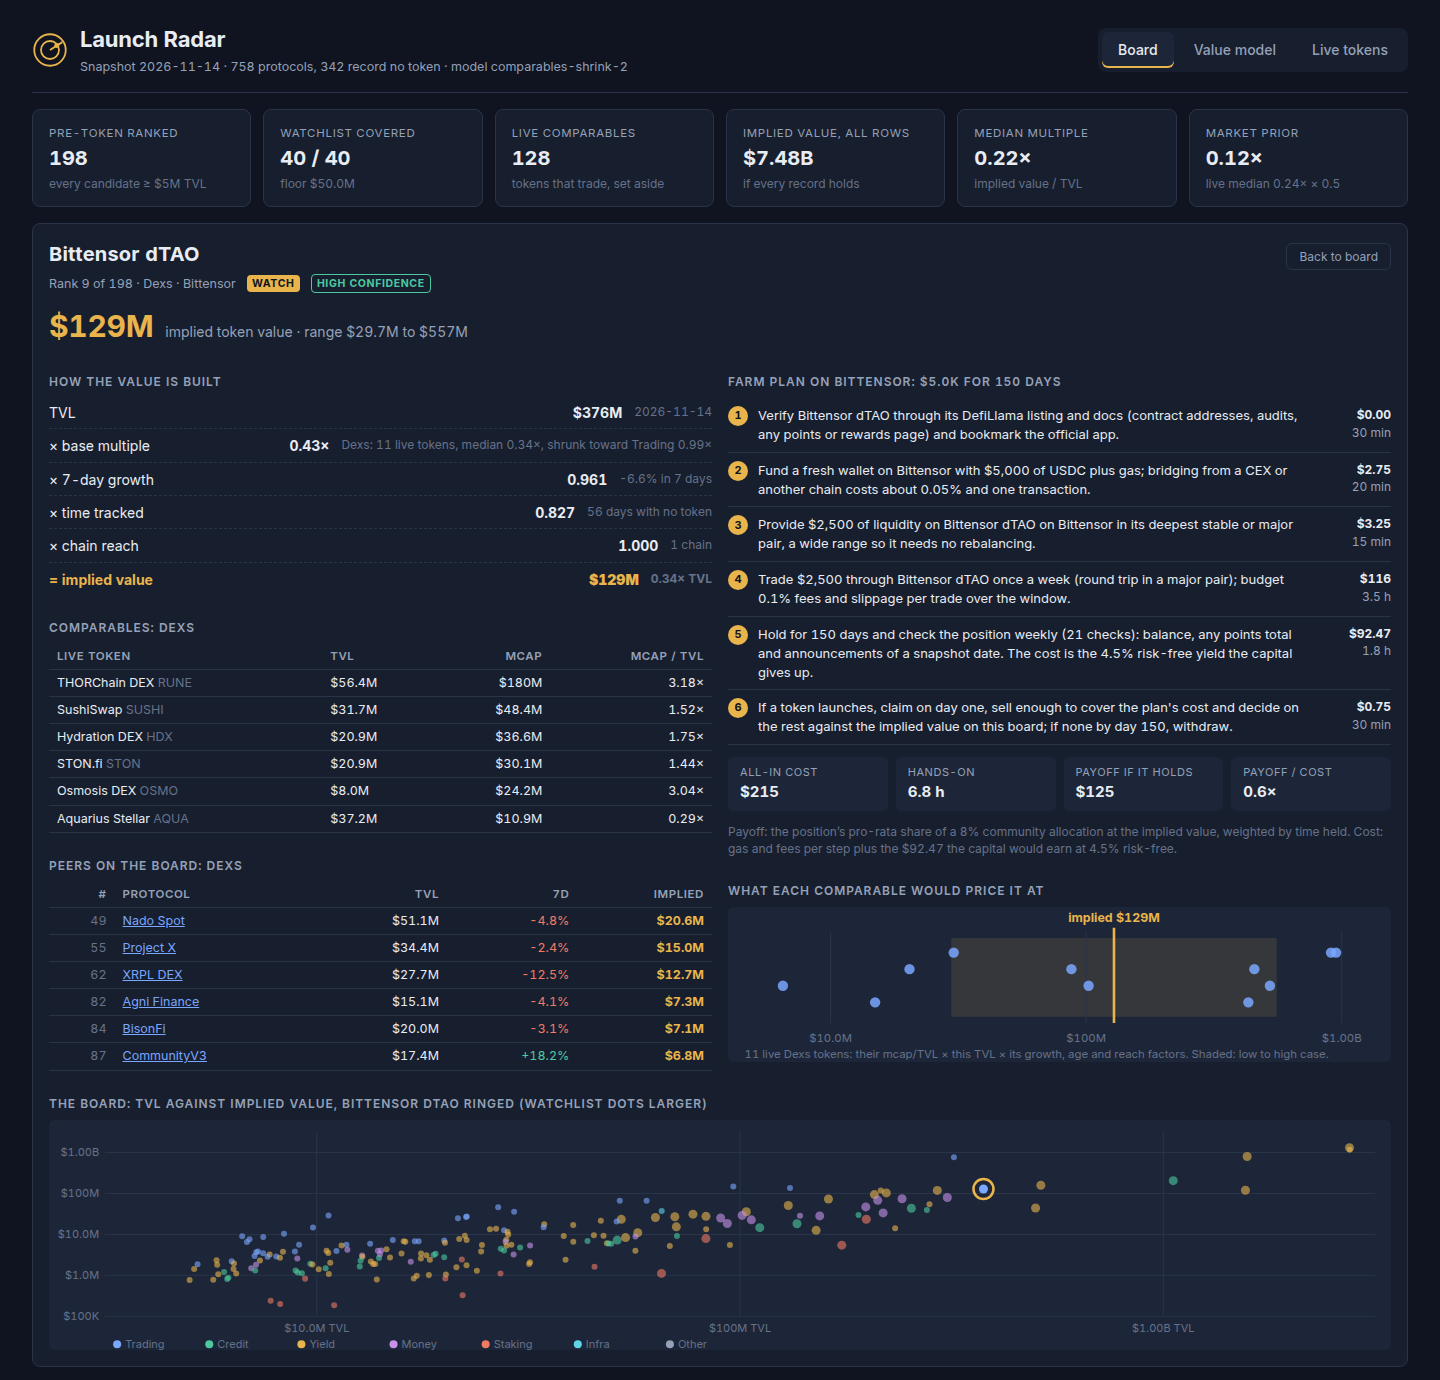 Launch Radar
Snapshot 2026-11-14 · 758 protocols, 342 record no token · model comparables-shrink-2
Board
Value model
Live tokens
PRE-TOKEN RANKED
198
every candidate ≥ $5M TVL
WATCHLIST COVERED
40 / 40
floor $50.0M
LIVE COMPARABLES
128
tokens that trade, set aside
IMPLIED VALUE, ALL ROWS
$7.48B
if every record holds
MEDIAN MULTIPLE
0.22×
implied value / TVL
MARKET PRIOR
0.12×
live median 0.24× × 0.5
Bittensor dTAO
Back to board
Rank 9 of 198 · Dexs · Bittensor WATCH HIGH CONFIDENCE
$129M implied token value · range $29.7M to $557M
HOW THE VALUE IS BUILT
TVL $376M 2026-11-14
× base multiple 0.43× Dexs: 11 live tokens, median 0.34×, shrunk toward Trading 0.99×
× 7-day growth 0.961 -6.6% in 7 days
× time tracked 0.827 56 days with no token
× chain reach 1.000 1 chain
= implied value $129M 0.34× TVL
COMPARABLES: DEXS
LIVE TOKEN TVL MCAP MCAP / TVL
THORChain DEX RUNE $56.4M $180M 3.18×
SushiSwap SUSHI $31.7M $48.4M 1.52×
Hydration DEX HDX $20.9M $36.6M 1.75×
STON.fi STON $20.9M $30.1M 1.44×
Osmosis DEX OSMO $8.0M $24.2M 3.04×
Aquarius Stellar AQUA $37.2M $10.9M 0.29×
PEERS ON THE BOARD: DEXS
# PROTOCOL TVL 7D IMPLIED
49 Nado Spot $51.1M -4.8% $20.6M
55 Project X $34.4M -2.4% $15.0M
62 XRPL DEX $27.7M -12.5% $12.7M
82 Agni Finance $15.1M -4.1% $7.3M
84 BisonFi $20.0M -3.1% $7.1M
87 CommunityV3 $17.4M +18.2% $6.8M
FARM PLAN ON BITTENSOR: $5.0K FOR 150 DAYS
1 Verify Bittensor dTAO through its DefiLlama listing and docs (contract addresses, audits, $0.00
any points or rewards page) and bookmark the official app. 30 min
2 Fund a fresh wallet on Bittensor with $5,000 of USDC plus gas; bridging from a CEX or $2.75
another chain costs about 0.05% and one transaction. 20 min
3 Provide $2,500 of liquidity on Bittensor dTAO on Bittensor in its deepest stable or major $3.25
pair, a wide range so it needs no rebalancing. 15 min
4 Trade $2,500 through Bittensor dTAO once a week (round trip in a major pair); budget $116
0.1% fees and slippage per trade over the window. 3.5 h
5 Hold for 150 days and check the position weekly (21 checks): balance, any points total $92.47
and announcements of a snapshot date. The cost is the 4.5% risk-free yield the capital 1.8 h
gives up.
6 If a token launches, claim on day one, sell enough to cover the plan's cost and decide on $0.75
the rest against the implied value on this board; if none by day 150, withdraw. 30 min
ALL-IN COST
$215
HANDS-ON
6.8 h
PAYOFF IF IT HOLDS
$125
PAYOFF / COST
0.6×
Payoff: the position's pro-rata share of a 8% community allocation at the implied value, weighted by time held. Cost:
gas and fees per step plus the $92.47 the capital would earn at 4.5% risk-free.
WHAT EACH COMPARABLE WOULD PRICE IT AT
implied $129M
$10.0M $100M $1.00B
11 live Dexs tokens: their mcap/TVL × this TVL × its growth, age and reach factors. Shaded: low to high case.
THE BOARD: TVL AGAINST IMPLIED VALUE, BITTENSOR DTAO RINGED (WATCHLIST DOTS LARGER)
$1.00B
$100M
$10.0M
$1.0M
$100K
$10.0M TVL $100M TVL $1.00B TVL
Trading Credit Yield Money Staking Infra Other